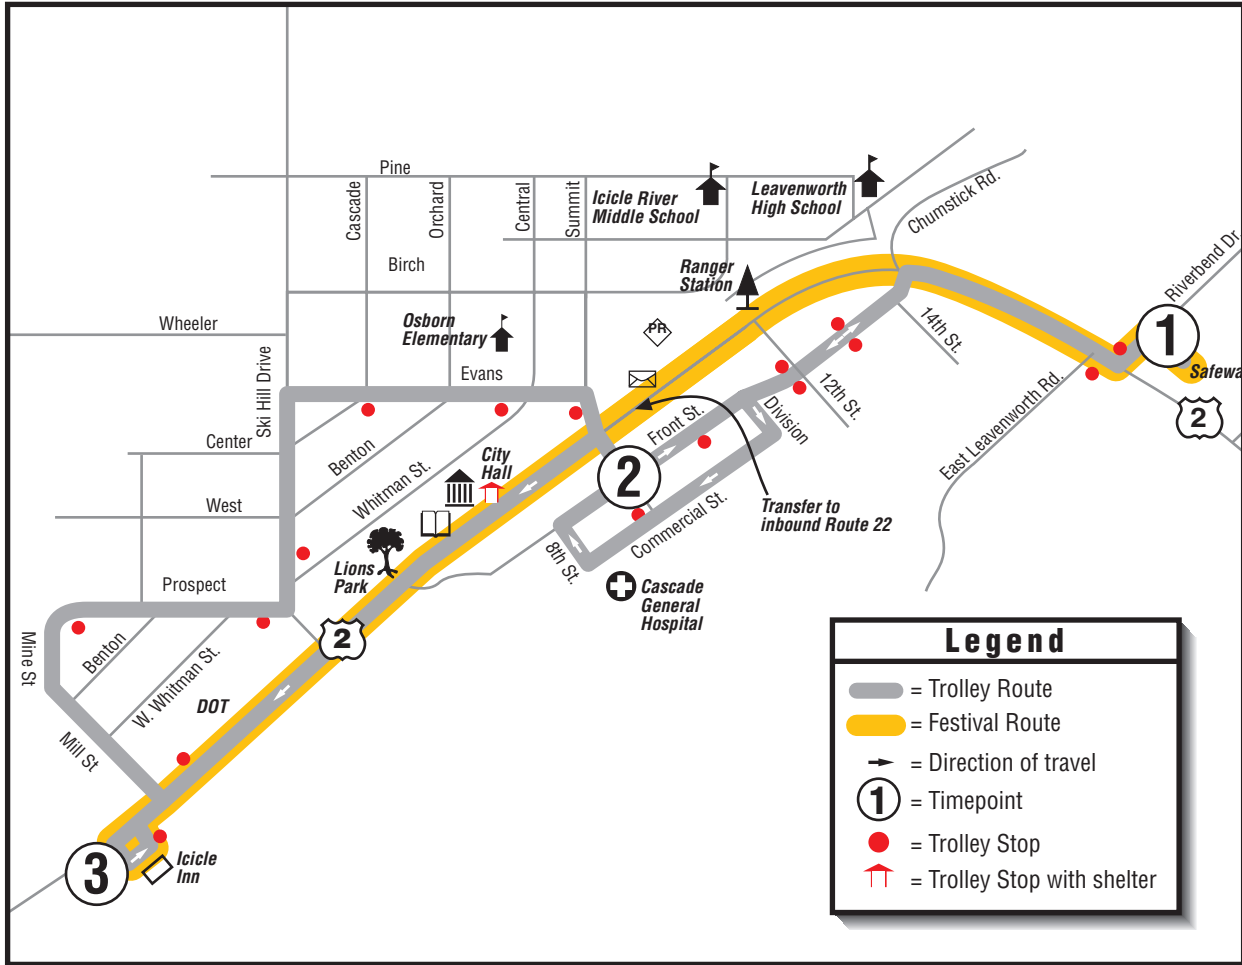 Pine
Cascade
Orchard
Central
Summit
Icicle River
Middle School
Leavenworth
High School
Chumstick Rd.
Riverbend Dr.
Birch
Ranger
Station
Wheeler
Osborn
Elementary
PR
14th St.
1
Safewa
Ski Hill Drive
Evans
12th St.
2
Center
Benton
City
Hall
Front St.
Division
East Leavenworth Rd.
West
Whitman St.
2
Commercial St.
Transfer to
inbound Route 22
Lions
Park
8th St.
Prospect
Cascade
General
Hospital
Mine St
Benton
W. Whitman St.
2
DOT
Mill St
3
Icicle
Inn
Legend
= Trolley Route
= Festival Route
= Direction of travel
1 = Timepoint
= Trolley Stop
= Trolley Stop with shelter